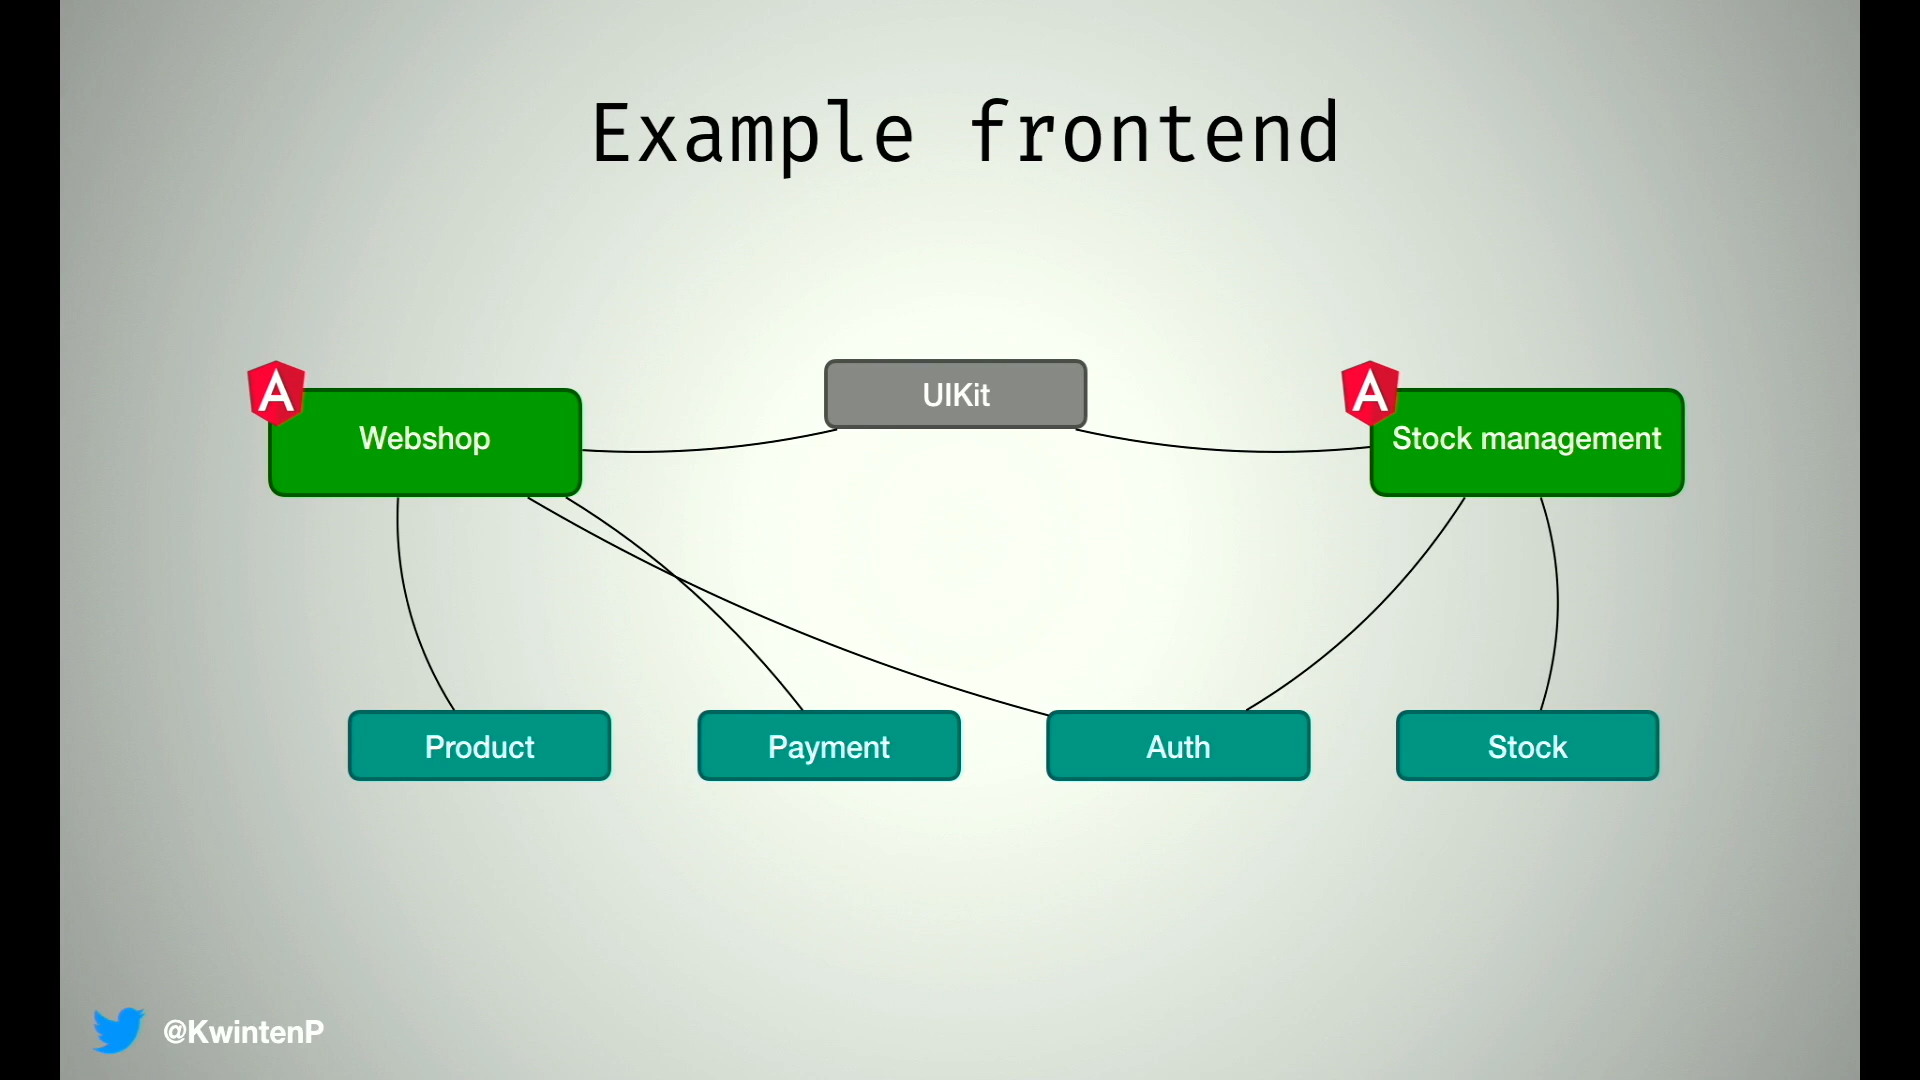 Example frontend
UIKit
A
Webshop
A
Stock management
Product
Payment
Auth
Stock
@KwintenP